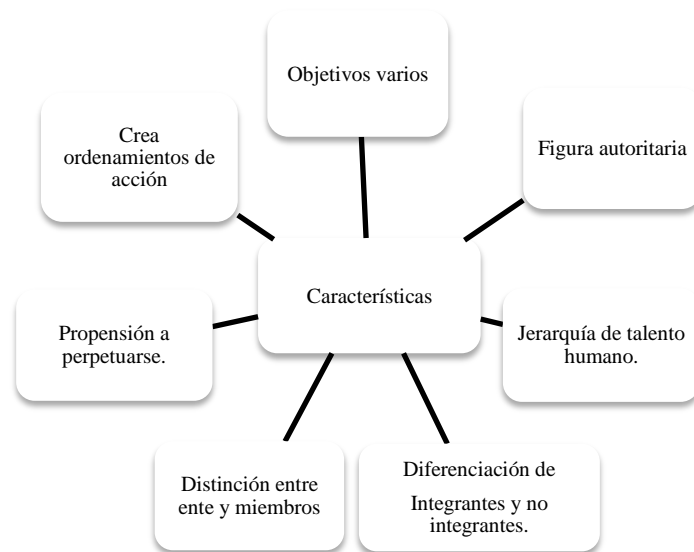 Objetivos varios
Figura autoritaria
Jerarquía de talento
humano.
Diferenciación de
Integrantes y no
integrantes.
Distinción entre
ente y miembros
Propensión a
perpetuarse.
Crea
ordenamientos de
acción
Características